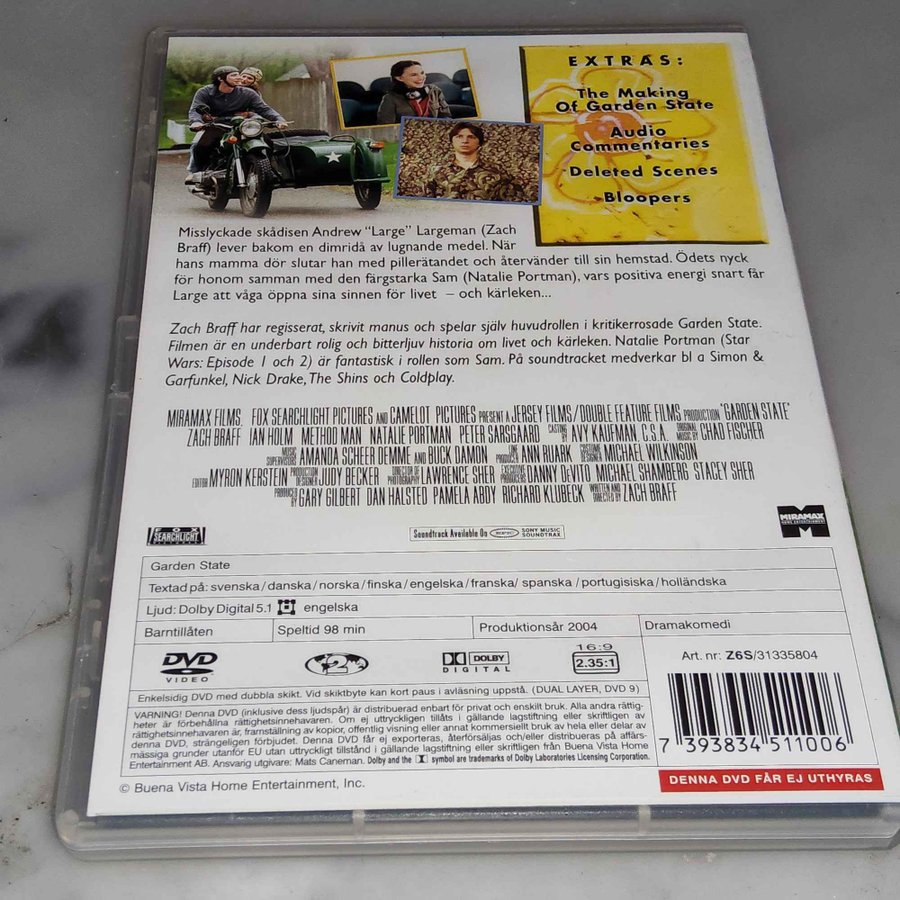 EXTRAS:
The Making
Of Garden State
Audio
Commentaries
Deleted Scenes
Bloopers
Misslyckade skådisen Andrew “Large” Largeman (Zach
Braff) lever bakom en dimridå av lugnande medel. När
hans mamma dör slutar han med pillerätandet och återvänder till sin hemstad. Ödets nyck
för honom samman med den färgstarka Sam (Natalie Portman), vars positiva energi snart får
Large att våga öppna sina sinnen för livet – och kärleken...
Zach Braff har regisserat, skrivit manus och spelar själv huvudrollen i kritikerrosade Garden State.
Filmen är en underbart rolig och bitterljuv historia om livet och kärleken. Natalie Portman (Star
Wars: Episode 1 och 2) är fantastisk i rollen som Sam. På soundtracket medverkar bl a Simon &
Garfunkel, Nick Drake, The Shins och Coldplay.
MIRAMAX FILMS, FOX SEARCHLIGHT PICTURES AND CAMELOT PICTURES PRESENT A JERSEY FILMS/DOUBLE FEATURE FILMS PRODUCTION "GARDEN STATE"
ZACH BRAFF IAN HOLM METHOD MAN NATALIE PORTMAN PETER SARSGAARD CASTING BY AVY KAUFMAN, C.S.A. ORIGINAL MUSIC BY CHAD FISCHER
MUSIC SUPERVISORS AMANDA SCHEER DEMME AND BUCK DAMON LINE PRODUCER ANN RUARK COSTUME DESIGNER MICHAEL WILKINSON
EDITOR MYRON KERSTEIN PRODUCTION DESIGNER JUDY BECKER DIRECTOR OF PHOTOGRAPHY LAWRENCE SHER EXECUTIVE PRODUCERS DANNY DeVITO MICHAEL SHAMBERG STACEY SHER
PRODUCED BY GARY GILBERT DAN HALSTED PAMELA ABDY RICHARD KLUBECK WRITTEN AND DIRECTED BY ZACH BRAFF
FOX
SEARCHLIGHT
PICTURES
Soundtrack Available On
SONY MUSIC
SOUNDTRAX
MIRAMAX
HOME ENTERTAINMENT
Garden State
Textad på: svenska/danska/norska/finska/engelska/franska/spanska/portugisiska/holländska
Ljud: Dolby Digital 5.1 engelska
Barntillåten Speltid 98 min Produktionsår 2004 Dramakomedi
DVD
VIDEO
2
DOLBY
DIGITAL
16:9
2.35:1
Art. nr: Z6S/31335804
Enkelsidig DVD med dubbla skikt. Vid skiktbyte kan kort paus i avläsning uppstå. (DUAL LAYER, DVD 9)
VARNING! Denna DVD (inklusive dess ljudspår) är distribuerad enbart för privat och enskilt bruk. Alla andra rättig-
heter är förbehållna rättighetsinnehavaren. Om ej uttryckligen tillåts i gällande lagstiftning eller skriftligen av
rättighetsinnehavaren är, framställning av kopior, offentlig visning eller annat kommersiellt bruk av hela eller delar av
denna DVD, strängeligen förbjudet. Denna DVD får ej exporteras, återförsäljas och/eller distribueras på affärs-
mässiga grunder utanför EU utan uttryckligt tillstånd i gällande lagstiftning eller skriftligen från Buena Vista Home
Entertainment AB. Ansvarig utgivare: Mats Caneman. Dolby and the symbol are trademarks of Dolby Laboratories Licensing Corporation.
7 393834 511006
© Buena Vista Home Entertainment, Inc.
DENNA DVD FÅR EJ UTHYRAS